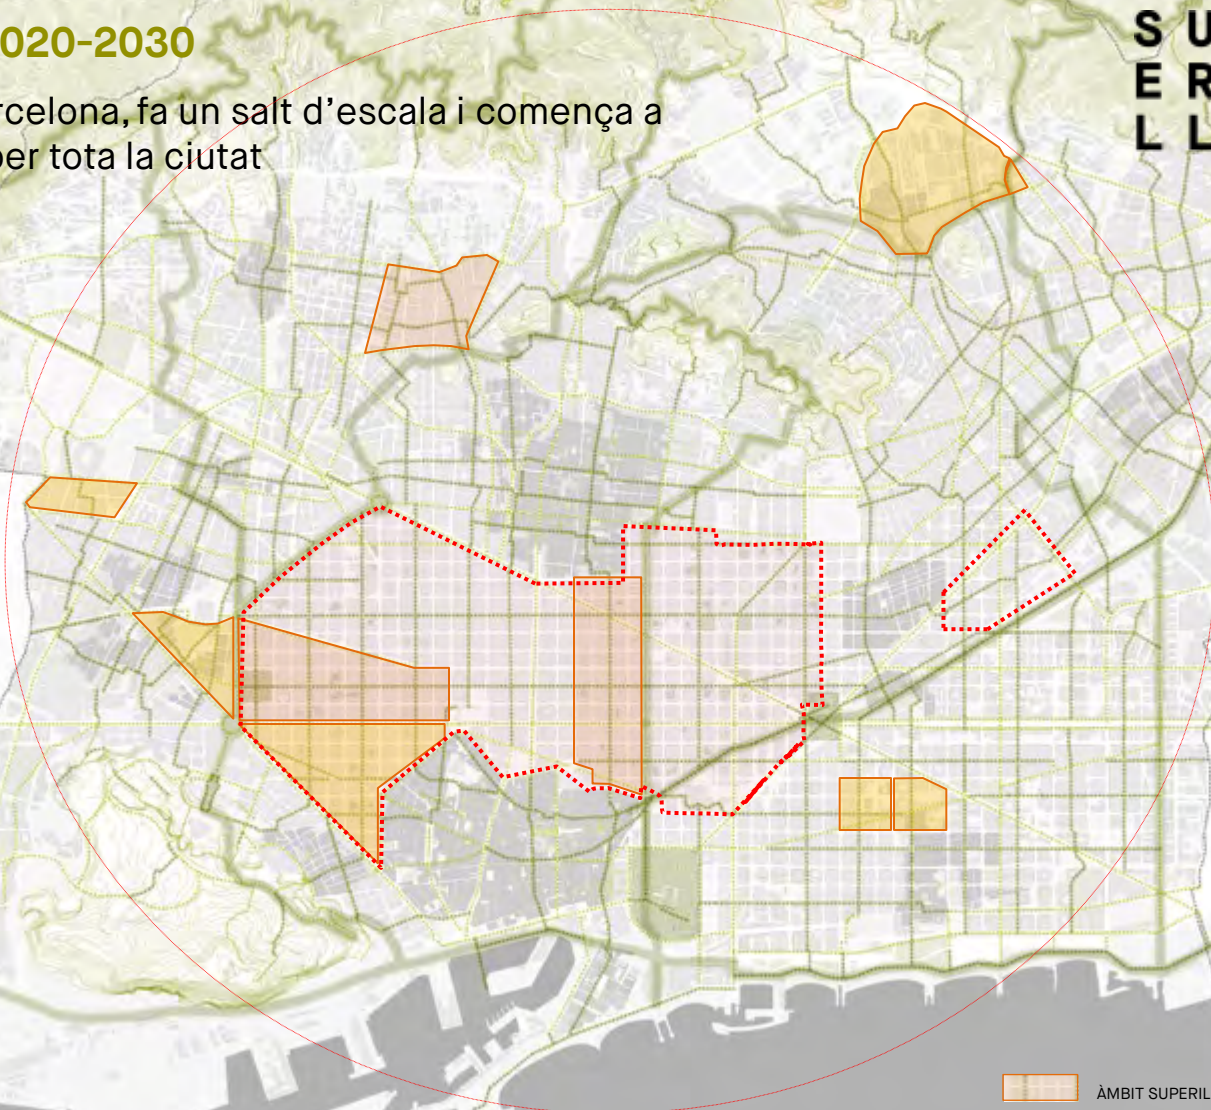 020-2030
rcelona, fa un salt d'escala i comença a
per tota la ciutat
S U
E R
L L
ÀMBIT SUPERIL